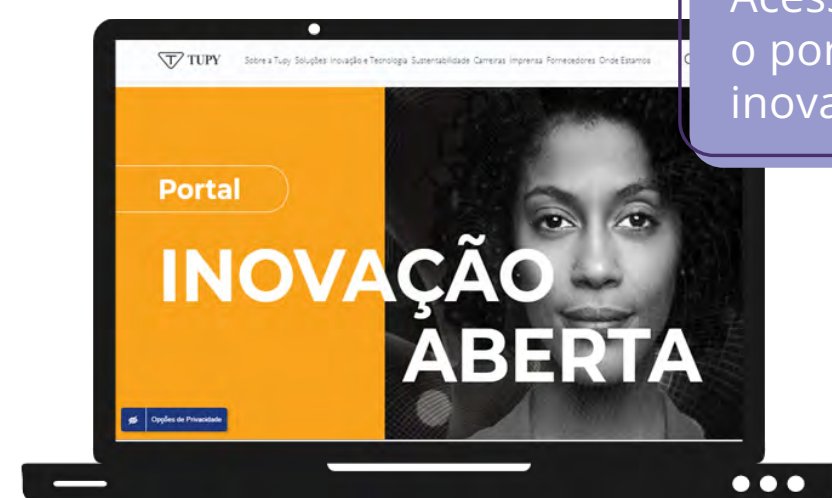 Acess
o por
inova
TUPY
Sobre a Tupy Soluções Inovação e Tecnologia Sustentabilidade Carreiras Imprensa Fornecedores Onde Estamos
Portal
INOVAÇÃO
ABERTA
Opções de Privacidade